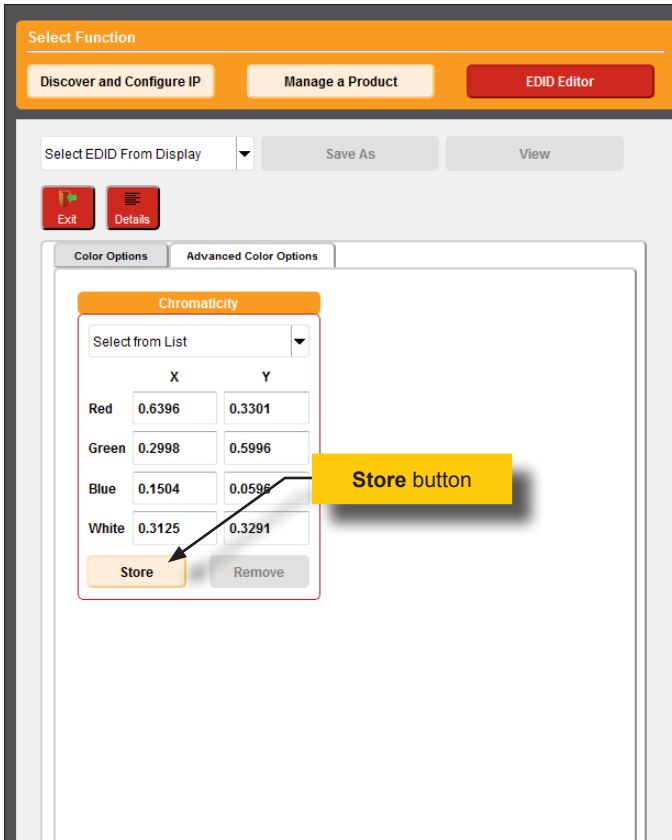 Select Function
Discover and Configure IP Manage a Product EDID Editor
Select EDID From Display Save As View
Exit Details
Color Options Advanced Color Options
Chromaticity
Select from List
X Y
Red 0.6396 0.3301
Green 0.2998 0.5996
Blue 0.1504 0.0596
White 0.3125 0.3291
Store button
Store Remove